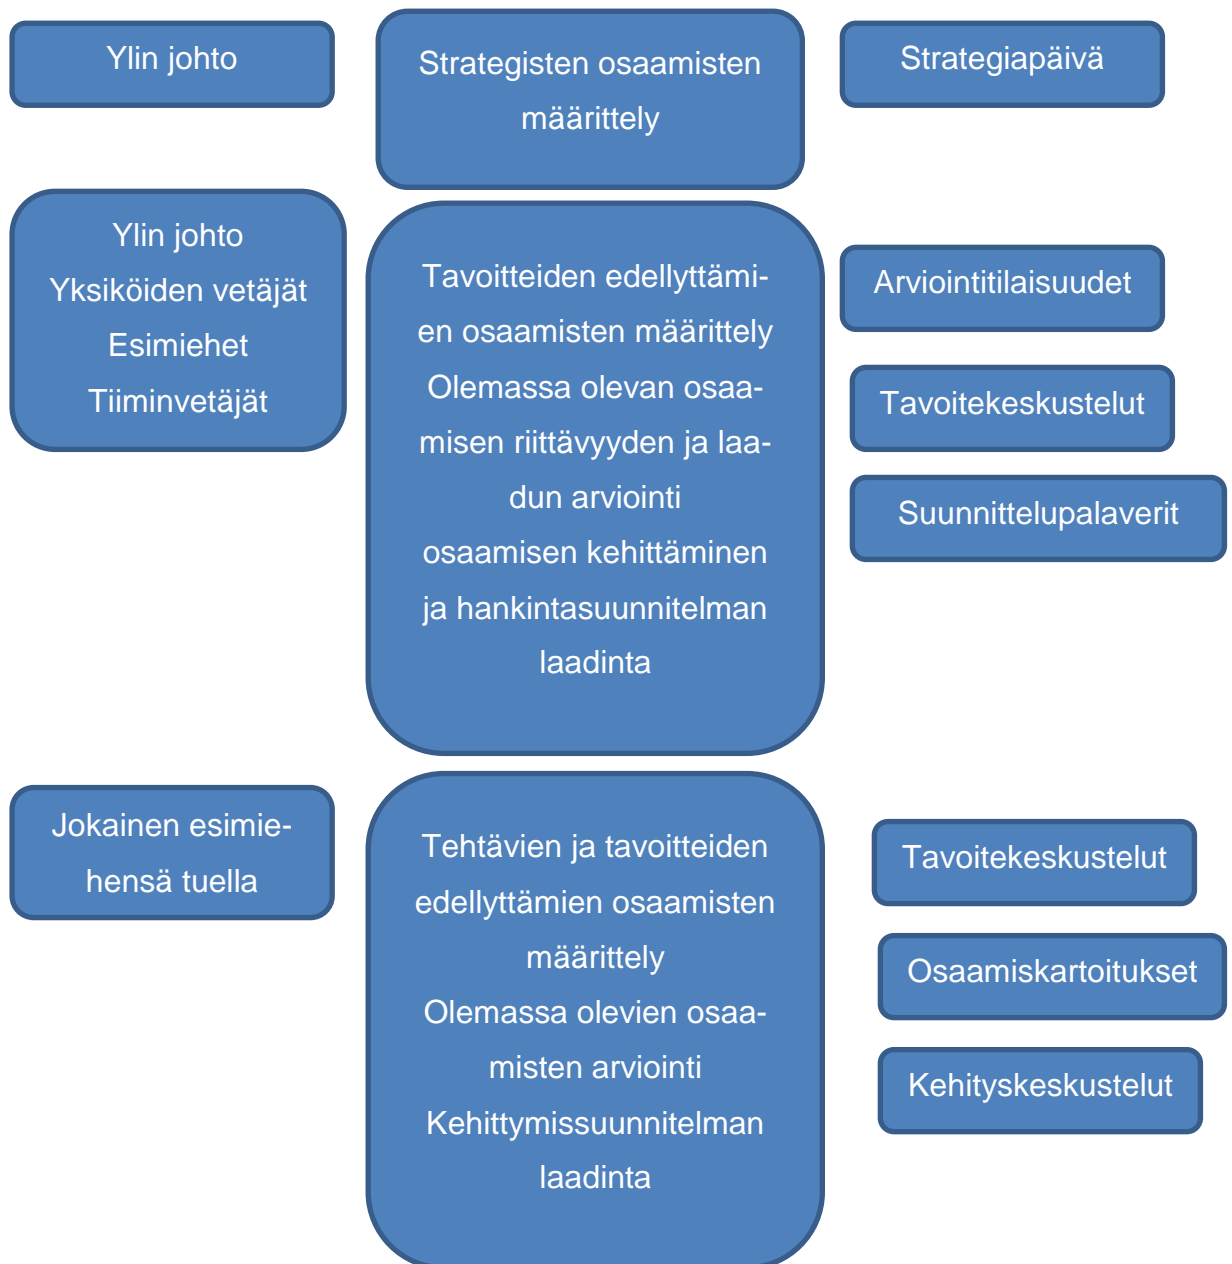 Ylin johto
Strategisten osaamisten
määrittely
Strategiapäivä
Ylin johto
Yksiköiden vetäjät
Esimiehet
Tiiminvetäjät
Tavoitteiden edellyttämi-
en osaamisten määrittely
Olemassa olevan osaa-
misen riittävyyden ja laa-
dun arviointi
osaamisen kehittäminen
ja hankintasuunnitelman
laadinta
Arviointitilaisuudet
Tavoitekeskustelut
Suunnittelupalaverit
Jokainen esimie-
hensä tuella
Tehtävien ja tavoitteiden
edellyttämien osaamisten
määrittely
Olemassa olevien osaa-
misten arviointi
Kehittymissuunnitelman
laadinta
Tavoitekeskustelut
Osaamiskartoitukset
Kehityskeskustelut